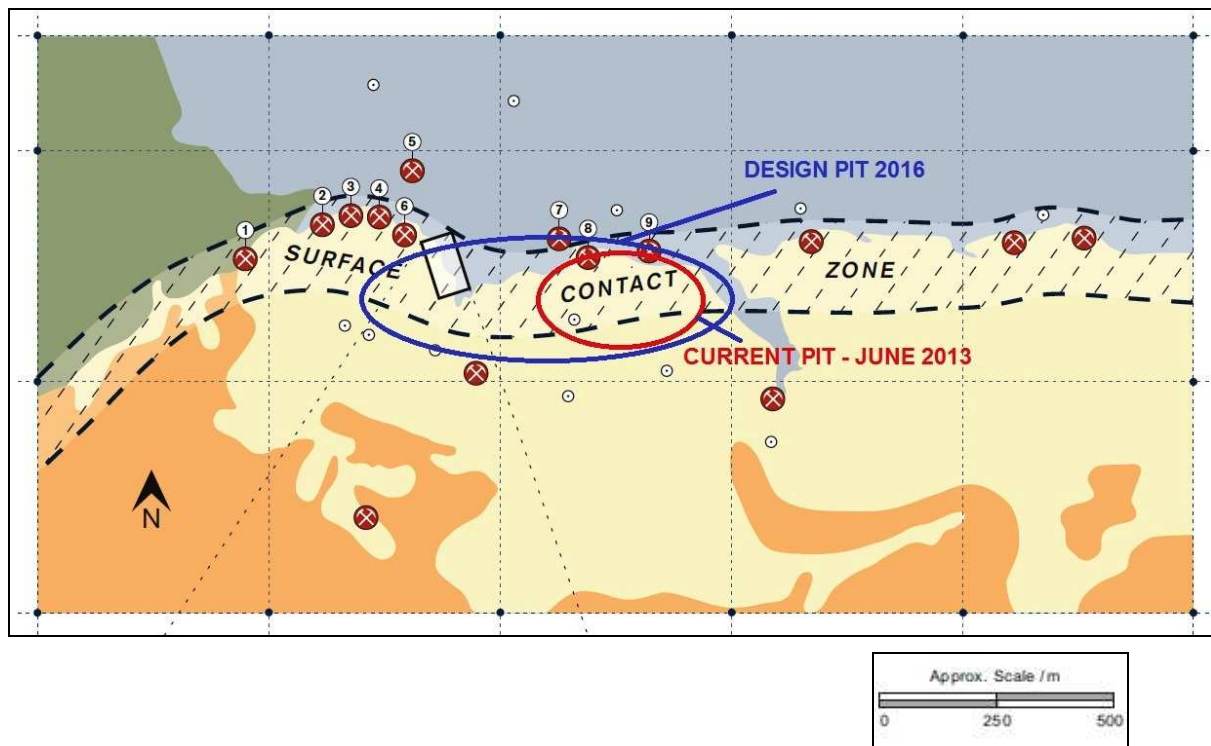 5
DESIGN PIT 2016
2
3
4
6
7
8
9
1
SURFACE
CONTACT
ZONE
CURRENT PIT - JUNE 2013
N
Approx. Scale /m
0 250 500